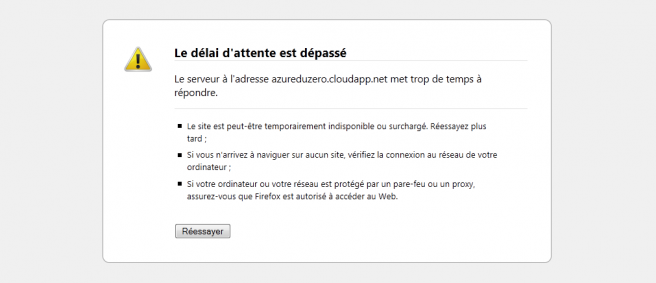 Le délai d'attente est dépassé
Le serveur à l'adresse azureduzero.cloudapp.net met trop de temps à
répondre.
Le site est peut-être temporairement indisponible ou surchargé. Réessayez plus
tard ;
Si vous n'arrivez à naviguer sur aucun site, vérifiez la connexion au réseau de votre
ordinateur ;
Si votre ordinateur ou votre réseau est protégé par un pare-feu ou un proxy,
assurez-vous que Firefox est autorisé à accéder au Web.
Réessayer